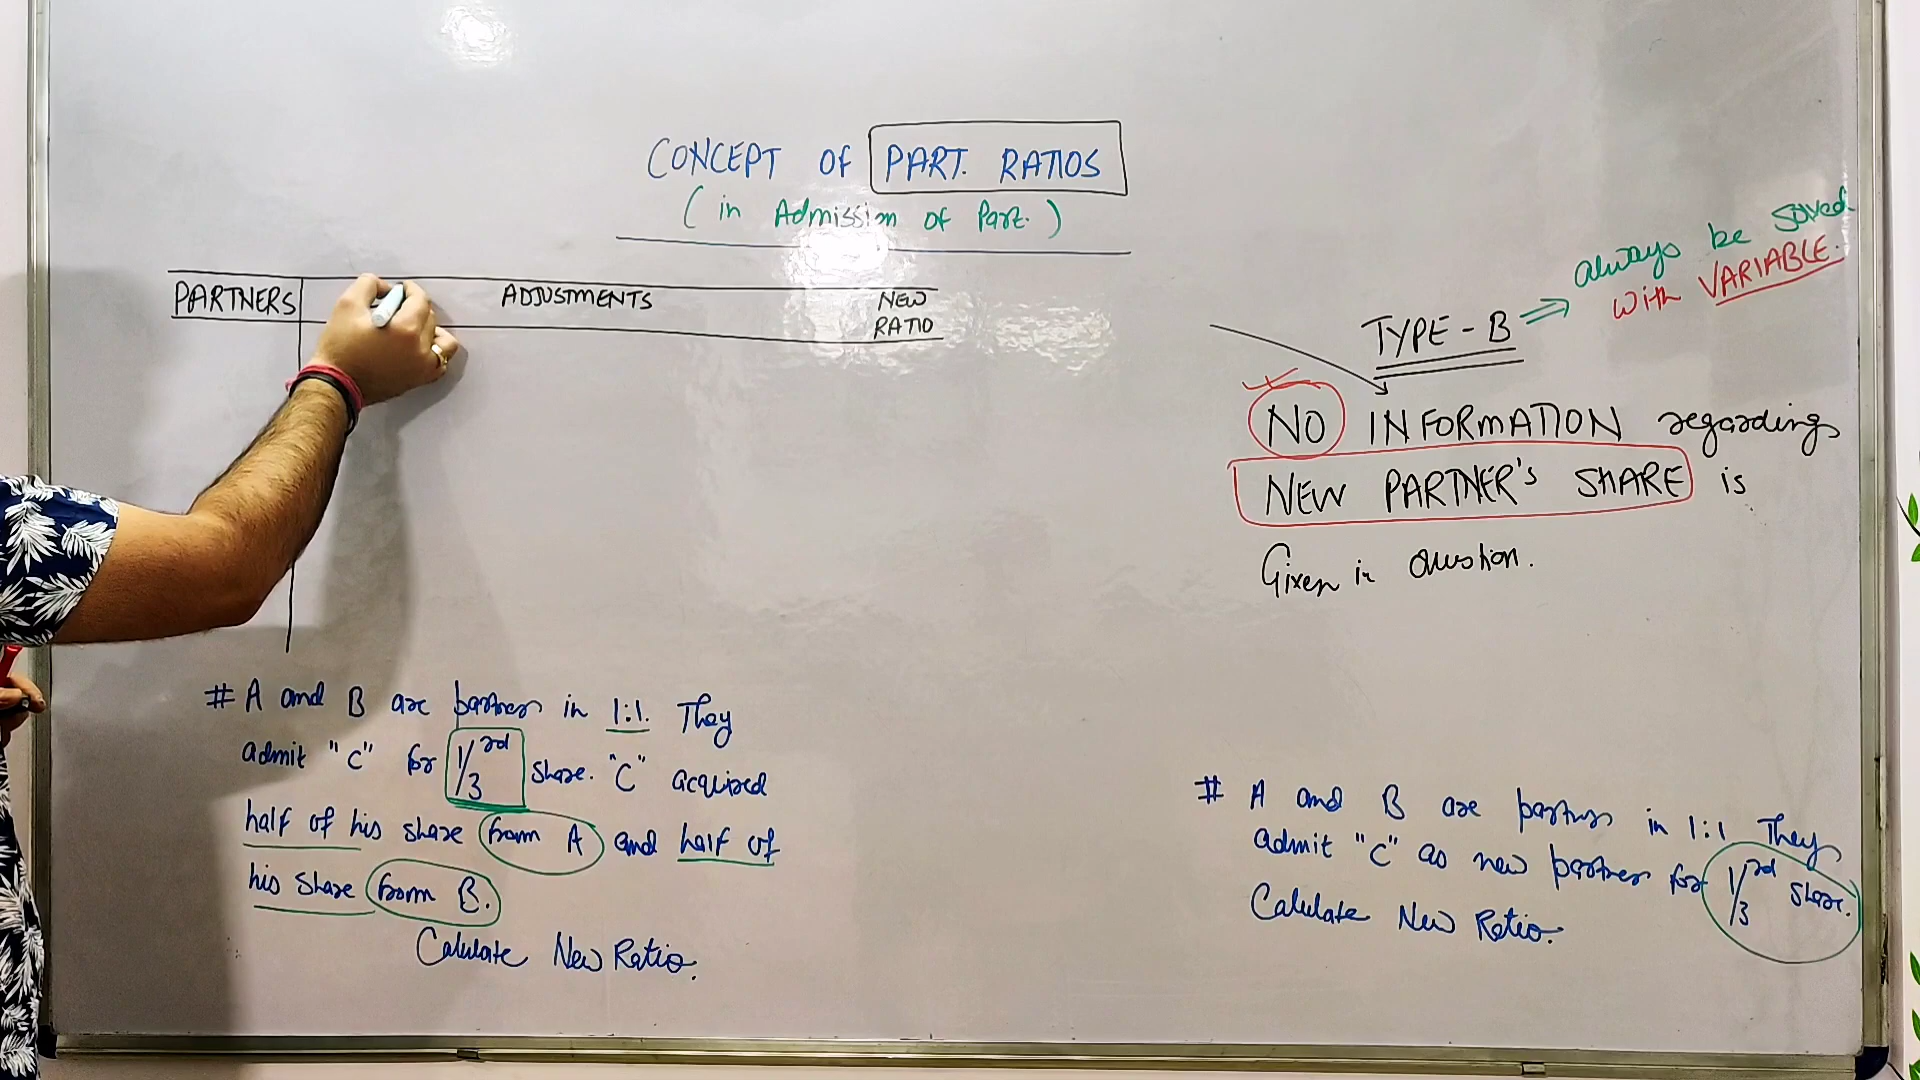 CONCEPT OF PART. RATIOS
(in Admission of Part.)
PARTNERS ADJUSTMENTS NEW
RATIO
always be solved
with VARIABLE.
TYPE - B
NO INFORMATION regardings
NEW PARTNER'S SHARE is
Given in question.
# A and B are partners in 1:1. They
admit "C" for 1/3rd share. "C" acquired
half of his share from A and half of
his share from B.
Calculate New Ratio.
# A and B are partners in 1:1 They
admit "C" as new partner for 1/3rd share.
Calculate New Ratio.